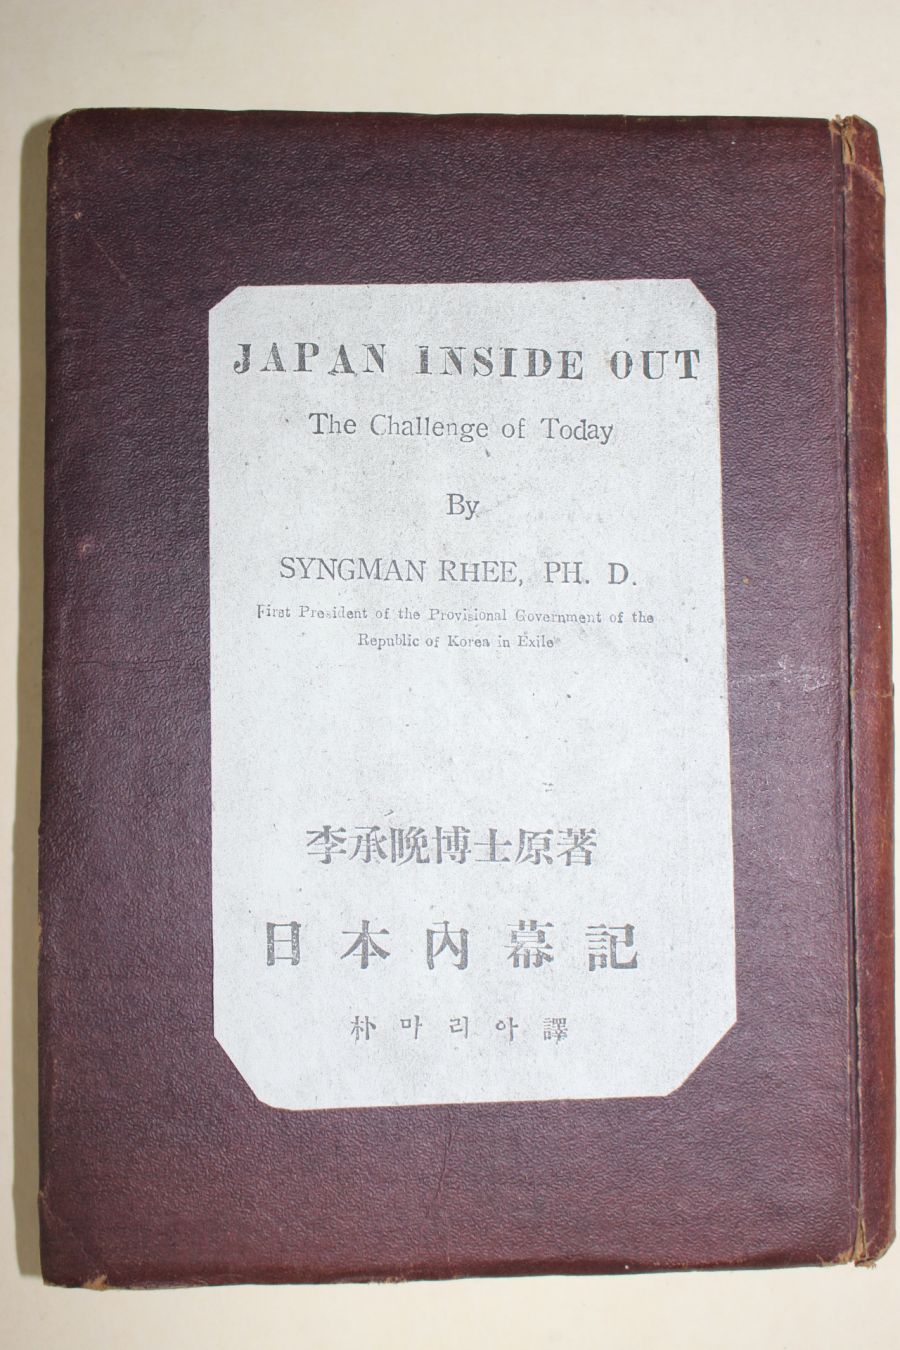 JAPAN INSIDE OUT
The Challenge of Today
By
SYNGMAN RHEE, PH. D.
First President of the Provisional Government of the
Republic of Korea in Exile
李承晩博士原著
日本內幕記
朴마리아譯